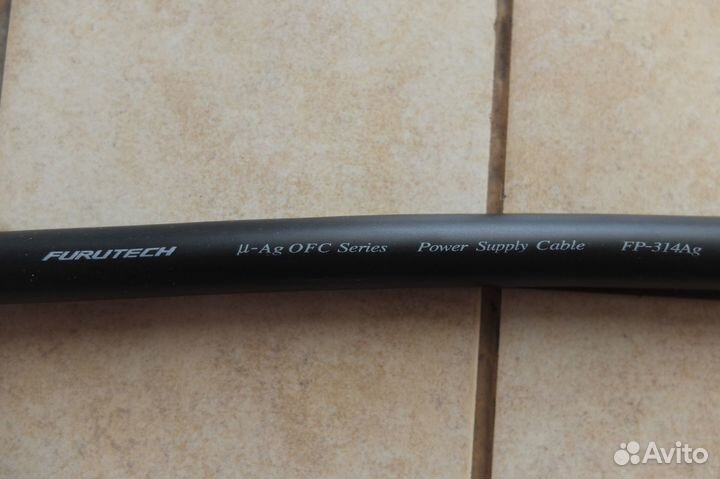 FURUTECH µ-Ag OFC Series Power Supply Cable FP-314Ag
Avito